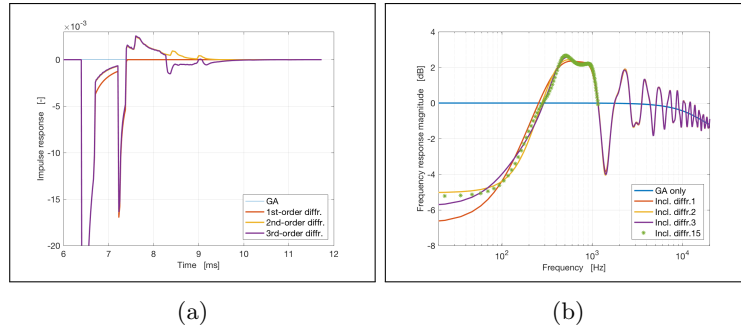 ×10⁻³
0
-5
-10
-15
-20
Impulse response [-]
6 7 8 9 10 11 12
Time [ms]
GA
1st-order diffr.
2nd-order diffr.
3rd-order diffr.
(a)
4
2
0
-2
-4
-6
-8
Frequency response magnitude [dB]
10² 10³ 10⁴
Frequency [Hz]
GA only
Incl. diffr.1
Incl. diffr.2
Incl. diffr.3
Incl. diffr.15
(b)